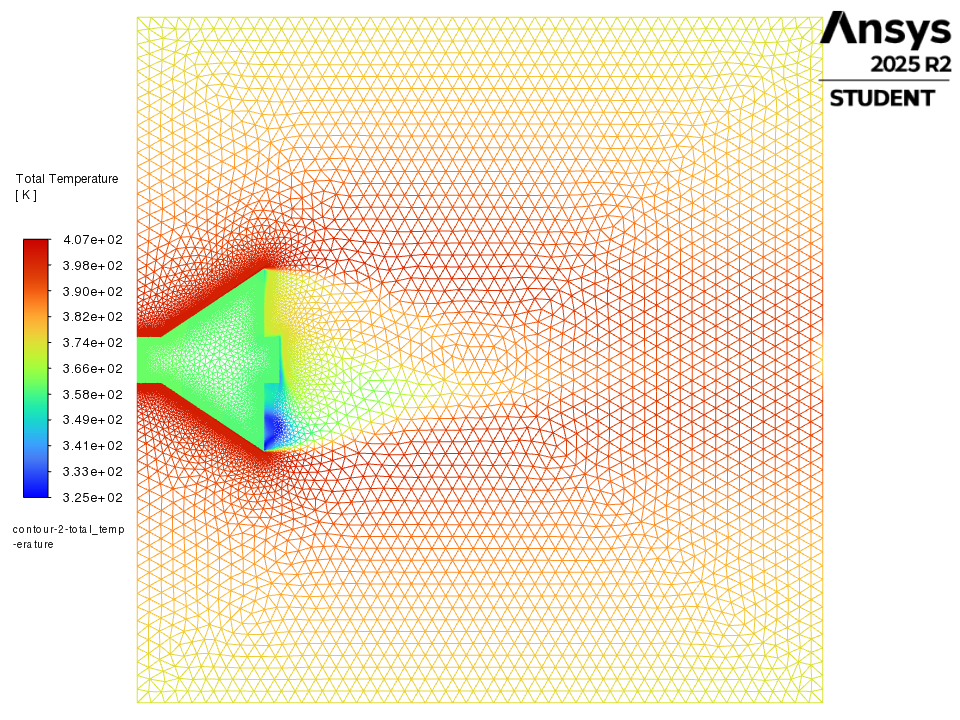 Ansys
2025 R2
STUDENT
Total Temperature
[ K ]
4.07e+02
3.98e+02
3.90e+02
3.82e+02
3.74e+02
3.66e+02
3.58e+02
3.49e+02
3.41e+02
3.33e+02
3.25e+02
contour-2-total_temp
-erature